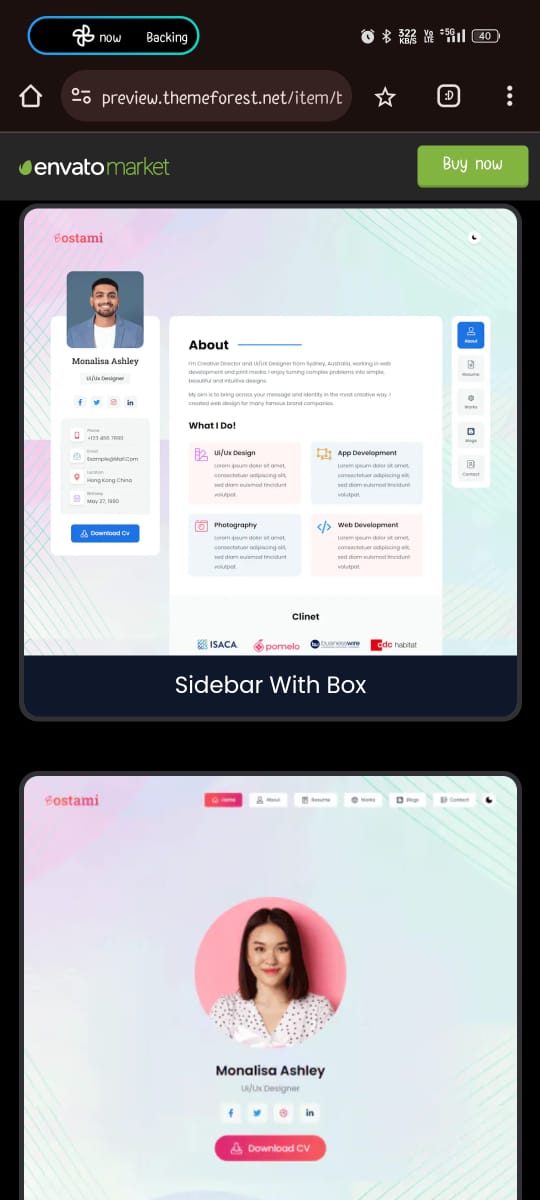 now Backing
322 KB/S Vo LTE 5G 40
preview.themeforest.net/item/b
:D
envatomarket
Buy now
Bostami
Monalisa Ashley
Ui/Ux Designer
Phone
+123 456 7890
Email
Example@Mail.Com
Location
Hong Kong China
Birthday
May 27, 1990
Download Cv
About
I'm Creative Director and UI/UX Designer from Sydney, Australia, working in web
development and print media. I enjoy turning complex problems into simple,
beautiful and intuitive designs.
My aim is to bring across your message and identity in the most creative way. I
created web design for many famous brand companies.
What I Do!
Ui/Ux Design
Lorem ipsum dolor sit amet,
consectetuer adipiscing elit,
sed diam euismod tincidunt
volutpat.
App Development
Lorem ipsum dolor sit amet,
consectetuer adipiscing elit,
sed diam euismod tincidunt
volutpat.
Photography
Lorem ipsum dolor sit amet,
consectetuer adipiscing elit,
sed diam euismod tincidunt
volutpat.
Web Development
Lorem ipsum dolor sit amet,
consectetuer adipiscing elit,
sed diam euismod tincidunt
volutpat.
Clinet
ISACA pomelo businesswire cdc habitat
About
Resume
Works
Blogs
Contact
Sidebar With Box
Bostami
Home About Resume Works Blogs Contact
Monalisa Ashley
Ui/Ux Designer
Download CV